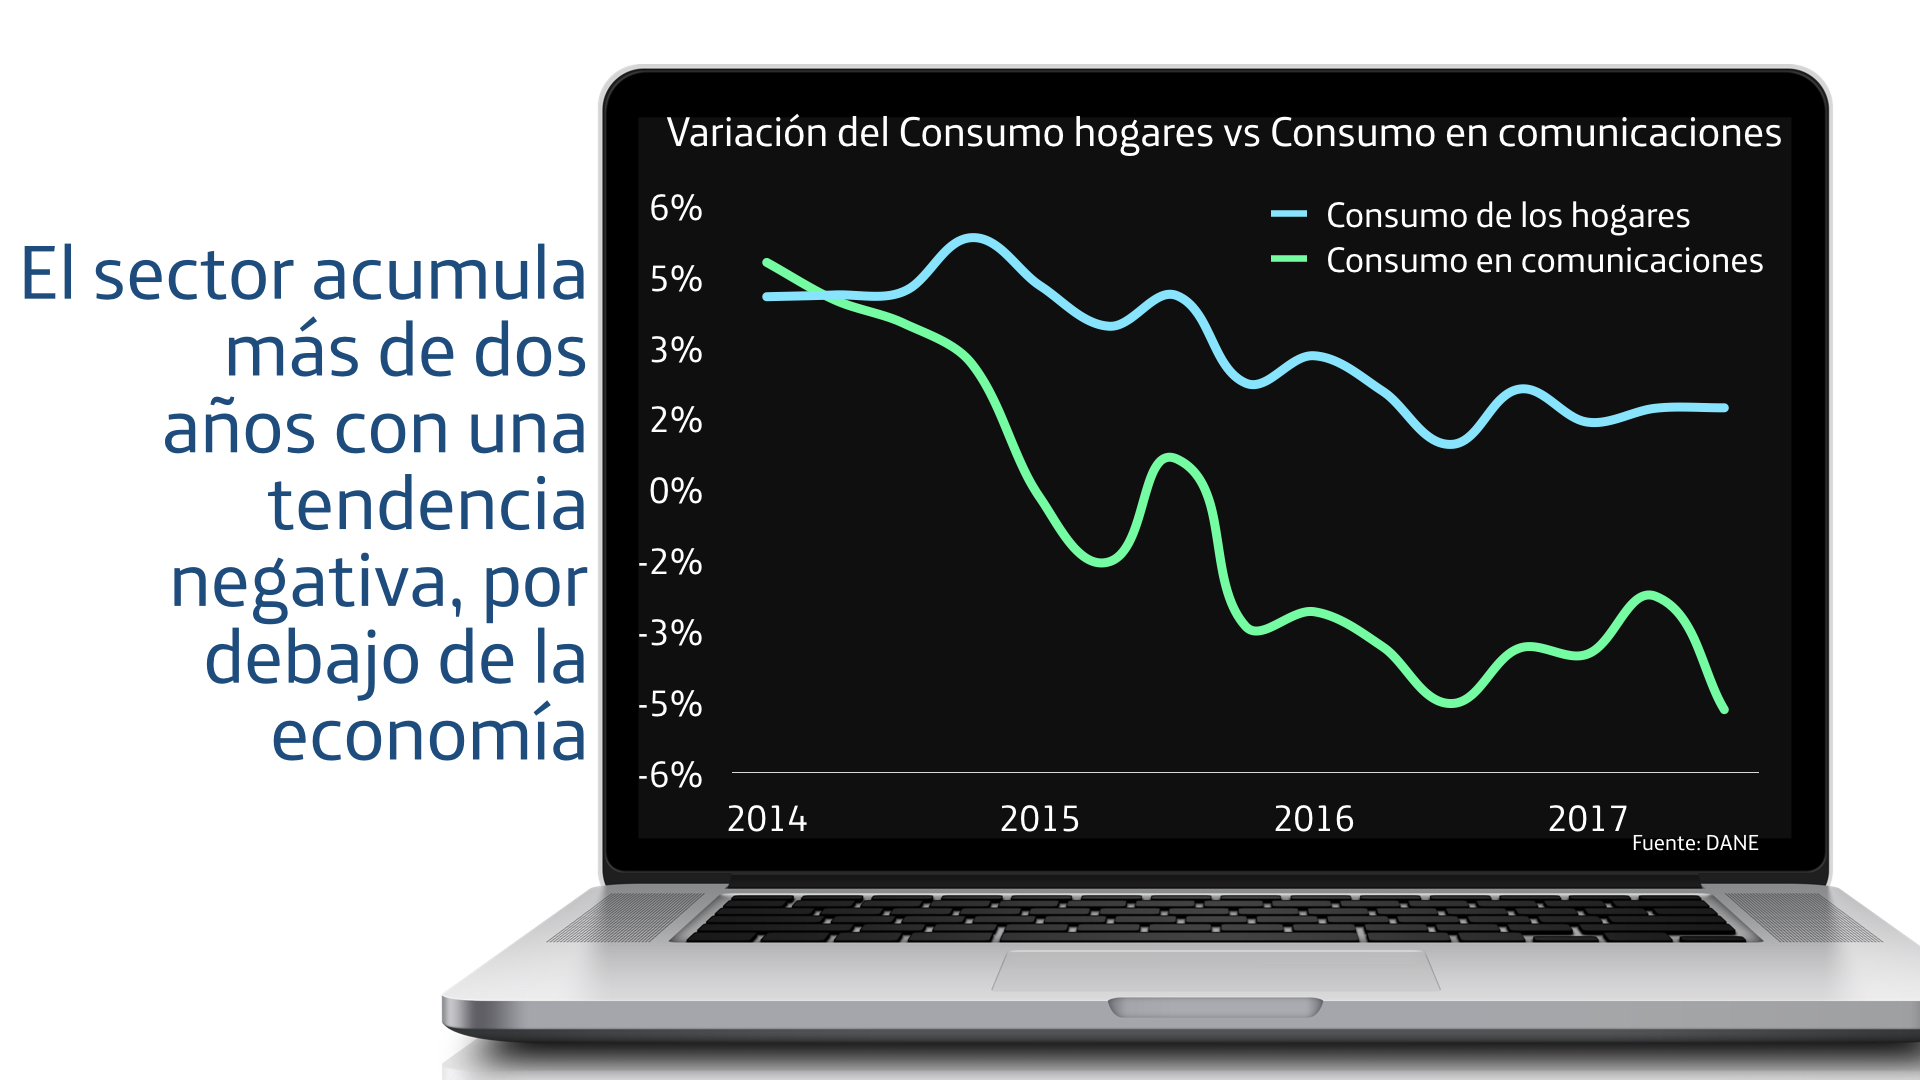 El sector acumula
más de dos
años con una
tendencia
negativa, por
debajo de la
economía
Variación del Consumo hogares vs Consumo en comunicaciones
Consumo de los hogares
Consumo en comunicaciones
6%
5%
3%
2%
0%
-2%
-3%
-5%
-6%
2014 2015 2016 2017
Fuente: DANE